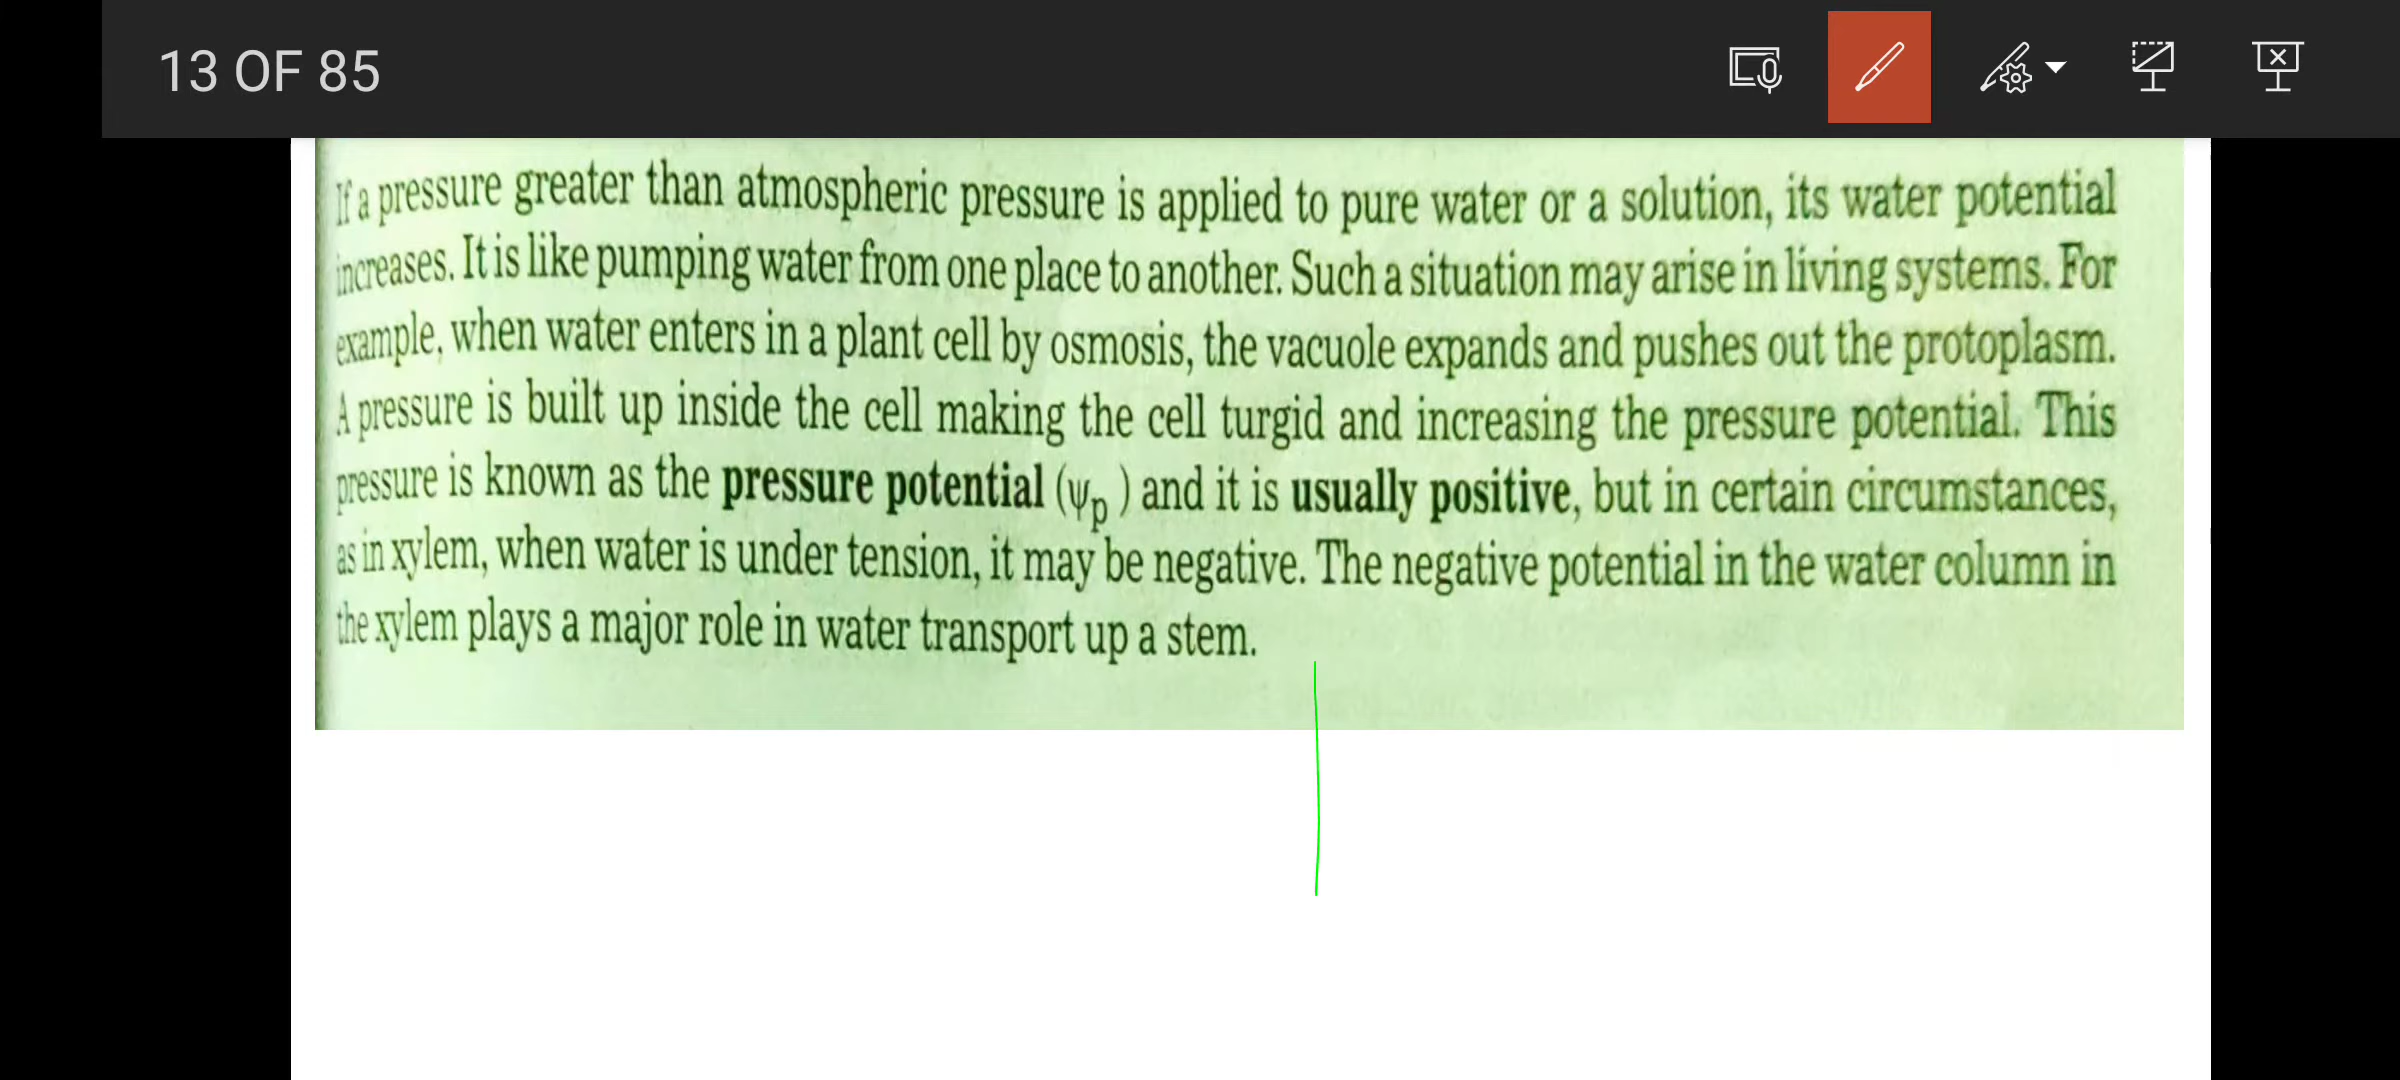 13 OF 85
If a pressure greater than atmospheric pressure is applied to pure water or a solution, its water potential
increases. It is like pumping water from one place to another. Such a situation may arise in living systems. For
example, when water enters in a plant cell by osmosis, the vacuole expands and pushes out the protoplasm.
A pressure is built up inside the cell making the cell turgid and increasing the pressure potential. This
pressure is known as the pressure potential (ψp ) and it is usually positive, but in certain circumstances,
as in xylem, when water is under tension, it may be negative. The negative potential in the water column in
the xylem plays a major role in water transport up a stem.